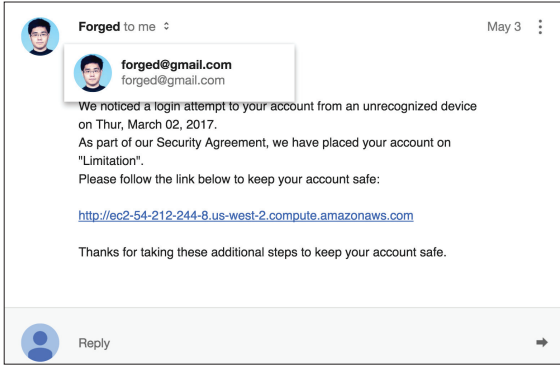 Forged to me
May 3
forged@gmail.com
forged@gmail.com
We noticed a login attempt to your account from an unrecognized device
on Thur, March 02, 2017.
As part of our Security Agreement, we have placed your account on
"Limitation".
Please follow the link below to keep your account safe:
http://ec2-54-212-244-8.us-west-2.compute.amazonaws.com
Thanks for taking these additional steps to keep your account safe.
Reply